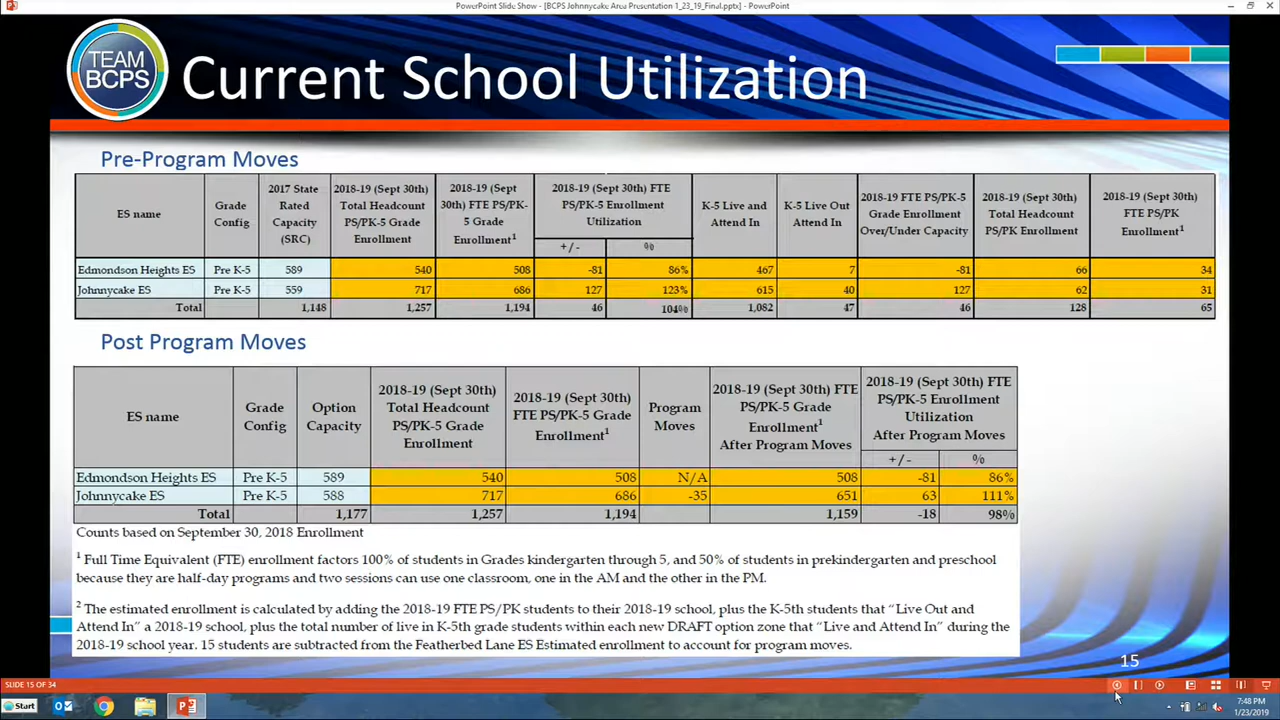 PowerPoint Slide Show - [BCPS Johnnycake Area Presentation 1_23_19_Final.pptx] - PowerPoint
TEAM
BCPS
Current School Utilization
Pre-Program Moves
ES name
Grade
Config
2017 State
Rated
Capacity
(SRC)
2018-19 (Sept 30th)
Total Headcount
PS/PK-5 Grade
Enrollment
2018-19 (Sept
30th) FTE PS/PK-
5 Grade
Enrollment¹
2018-19 (Sept 30th) FTE
PS/PK-5 Enrollment
Utilization
+/-
%
K-5 Live and
Attend In
K-5 Live Out
Attend In
2018-19 FTE PS/PK-5
Grade Enrollment
Over/Under Capacity
2018-19 (Sept 30th)
Total Headcount
PS/PK Enrollment
2018-19 (Sept 30th)
FTE PS/PK
Enrollment¹
Edmondson Heights ES Pre K-5 589 540 508 -81 86% 467 7 -81 66 34
Johnnycake ES Pre K-5 559 717 686 127 123% 615 40 127 62 31
Total 1,148 1,257 1,194 46 104% 1,082 47 46 128 65
Post Program Moves
ES name
Grade
Config
Option
Capacity
2018-19 (Sept 30th)
Total Headcount
PS/PK-5 Grade
Enrollment
2018-19 (Sept 30th)
FTE PS/PK-5 Grade
Enrollment¹
Program
Moves
2018-19 (Sept 30th) FTE
PS/PK-5 Grade
Enrollment¹
After Program Moves
2018-19 (Sept 30th) FTE
PS/PK-5 Enrollment
Utilization
After Program Moves
+/-
%
Edmondson Heights ES Pre K-5 589 540 508 N/A 508 -81 86%
Johnnycake ES Pre K-5 588 717 686 -35 651 63 111%
Total 1,177 1,257 1,194 1,159 -18 98%
Counts based on September 30, 2018 Enrollment
¹ Full Time Equivalent (FTE) enrollment factors 100% of students in Grades kindergarten through 5, and 50% of students in prekindergarten and preschool
because they are half-day programs and two sessions can use one classroom, one in the AM and the other in the PM.
² The estimated enrollment is calculated by adding the 2018-19 FTE PS/PK students to their 2018-19 school, plus the K-5th students that “Live Out and
Attend In” a 2018-19 school, plus the total number of live in K-5th grade students within each new DRAFT option zone that “Live and Attend In” during the
2018-19 school year. 15 students are subtracted from the Featherbed Lane ES Estimated enrollment to account for program moves.
15
SLIDE 15 OF 34
Start
7:48 PM
1/23/2019